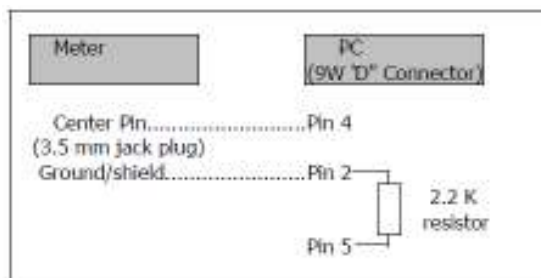 Meter PC
(9W "D" Connector)
Center Pin..........................Pin 4
(3.5 mm jack plug)
Ground/shield.......................Pin 2
2.2 K
resistor
Pin 5